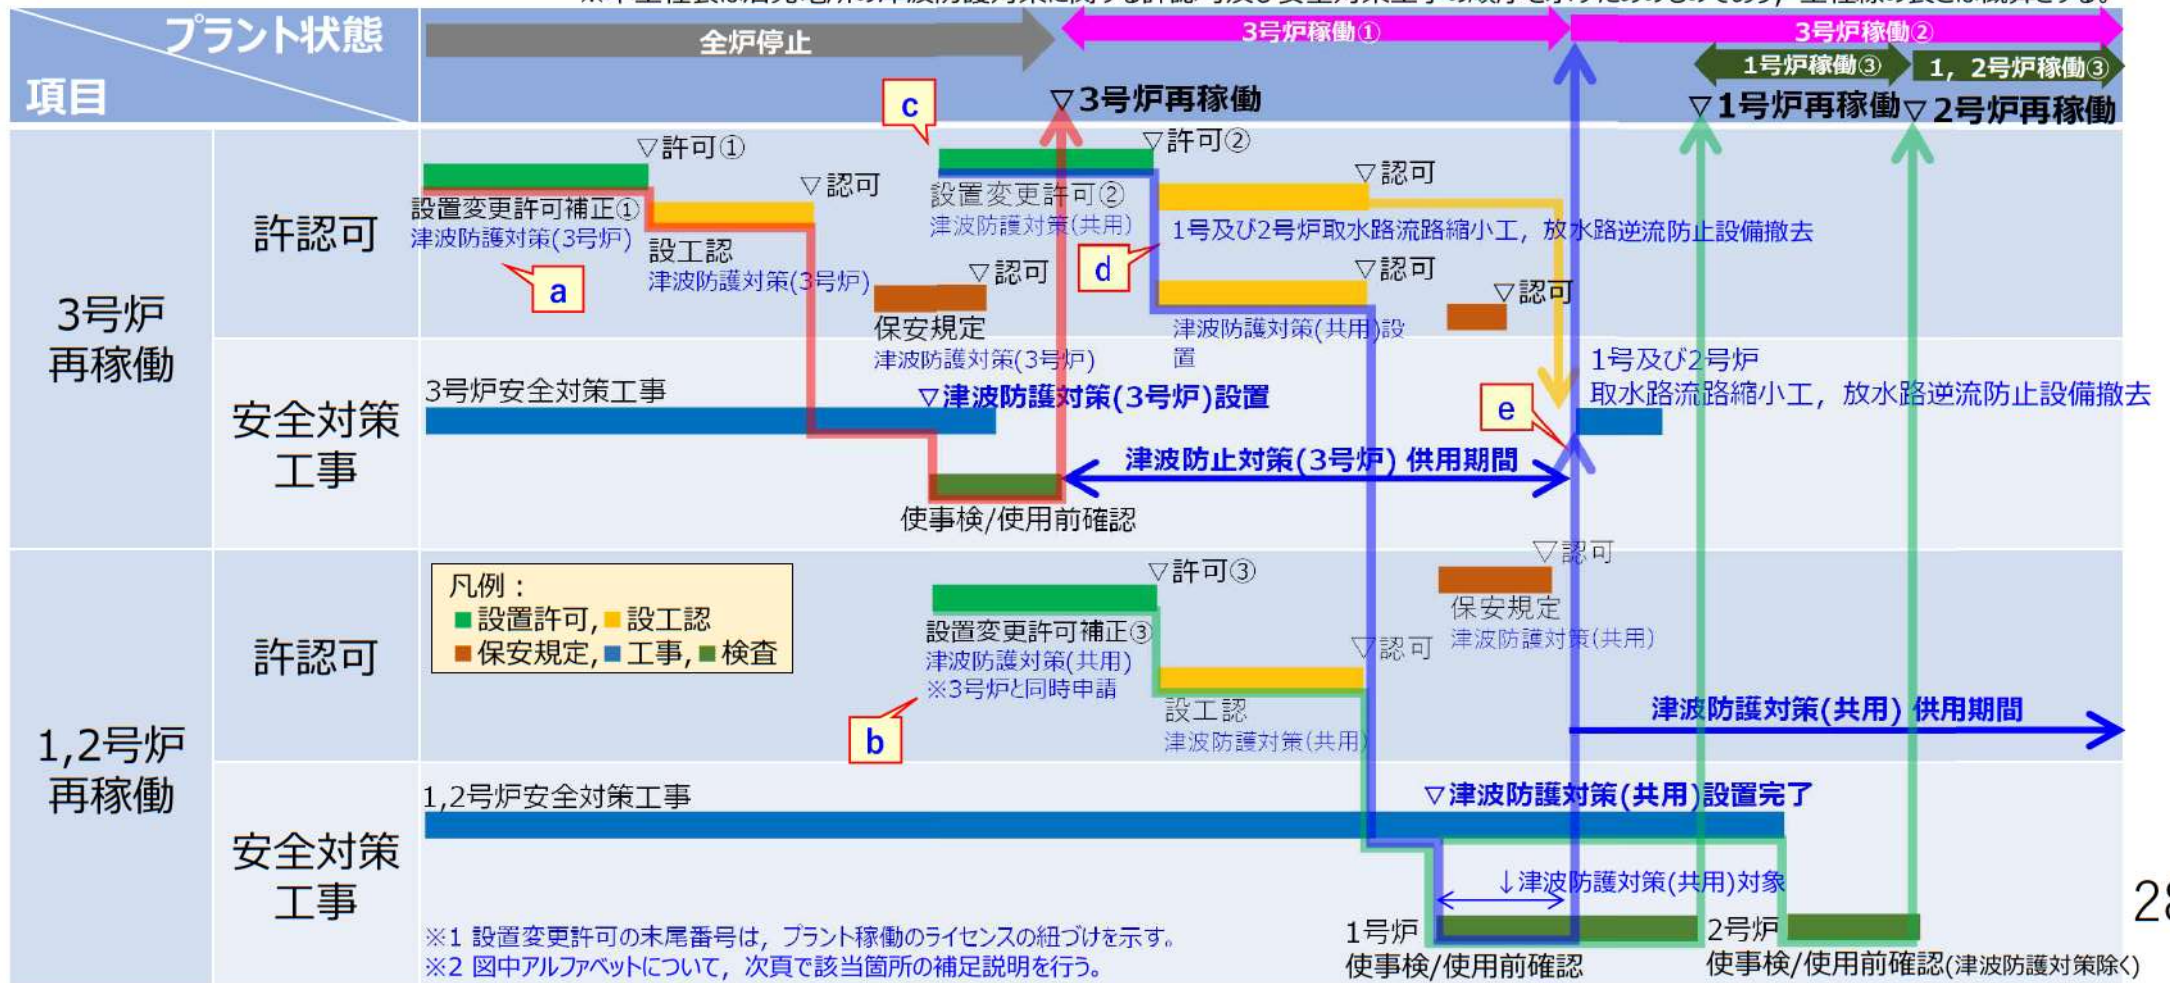 プラント状態
項目
全炉停止
3号炉稼働①
3号炉稼働②
1号炉稼働③
1，2号炉稼働③
▽3号炉再稼働
▽1号炉再稼働
▽2号炉再稼働
3号炉
再稼働
許認可
c
▽許可①
設置変更許可補正①
津波防護対策(3号炉)
a
▽認可
設工認
津波防護対策(3号炉)
▽認可
保安規定
津波防護対策(3号炉)
▽許可②
設置変更許可②
津波防護対策(共用)
▽認可
1号及び2号炉取水路流路縮小工，放水路逆流防止設備撤去
d
▽認可
津波防護対策(共用)設
置
▽認可
安全対策
工事
3号炉安全対策工事
▽津波防護対策(3号炉)設置
e
1号及び2号炉
取水路流路縮小工，放水路逆流防止設備撤去
津波防止対策(3号炉) 供用期間
使事検/使用前確認
1,2号炉
再稼働
許認可
凡例：
■設置許可,■設工認
■保安規定,■工事,■検査
▽許可③
設置変更許可補正③
津波防護対策(共用)
※3号炉と同時申請
b
▽認可
設工認
津波防護対策(共用)
▽認可
保安規定
津波防護対策(共用)
津波防護対策(共用) 供用期間
安全対策
工事
1,2号炉安全対策工事
▽津波防護対策(共用)設置完了
↓津波防護対策(共用)対象
1号炉
使事検/使用前確認
2号炉
使事検/使用前確認(津波防護対策除く)
※1 設置変更許可の末尾番号は，プラント稼働のライセンスの紐づけを示す。
※2 図中アルファベットについて，次頁で該当箇所の補足説明を行う。